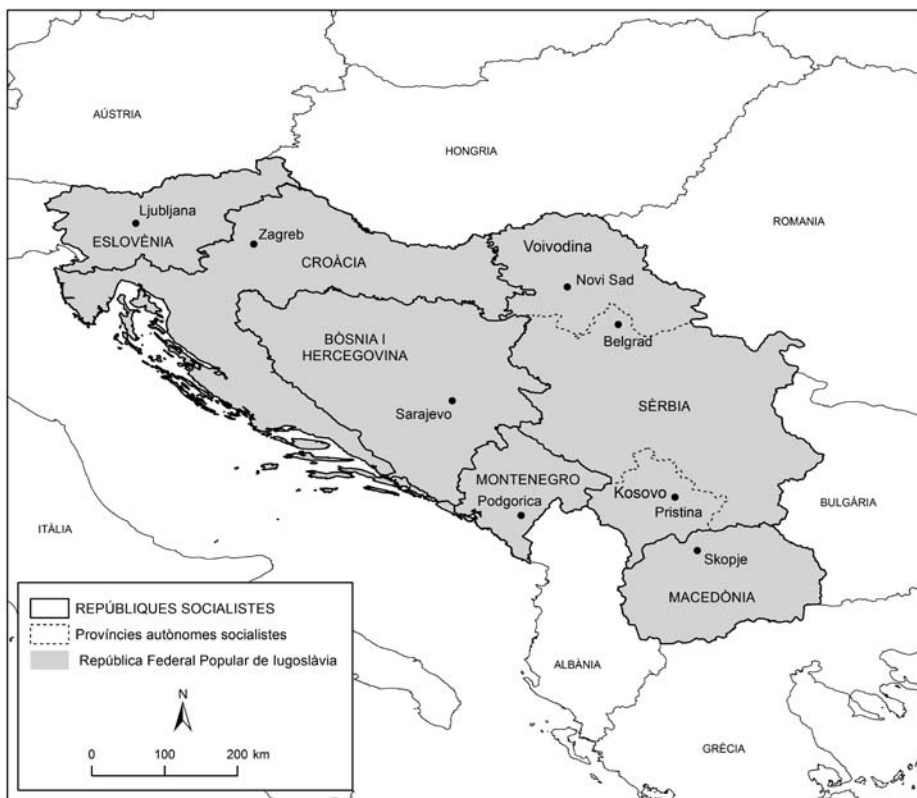 AÚSTRIA
HONGRIA
ROMANIA
Ljubljana
ESLOVÈNIA
Zagreb
CROÀCIA
Voivodina
Novi Sad
Belgrad
BÒSNIA I
HERCEGOVINA
Sarajevo
SÈRBIA
MONTENEGRO
Podgorica
Kosovo
Pristina
BULGÀRIA
ITÀLIA
Skopje
MACEDÒNIA
ALBÀNIA
GRÈCIA
REPÚBLIQUES SOCIALISTES
Províncies autònomes socialistes
República Federal Popular de Iugoslàvia
N
0 100 200 km